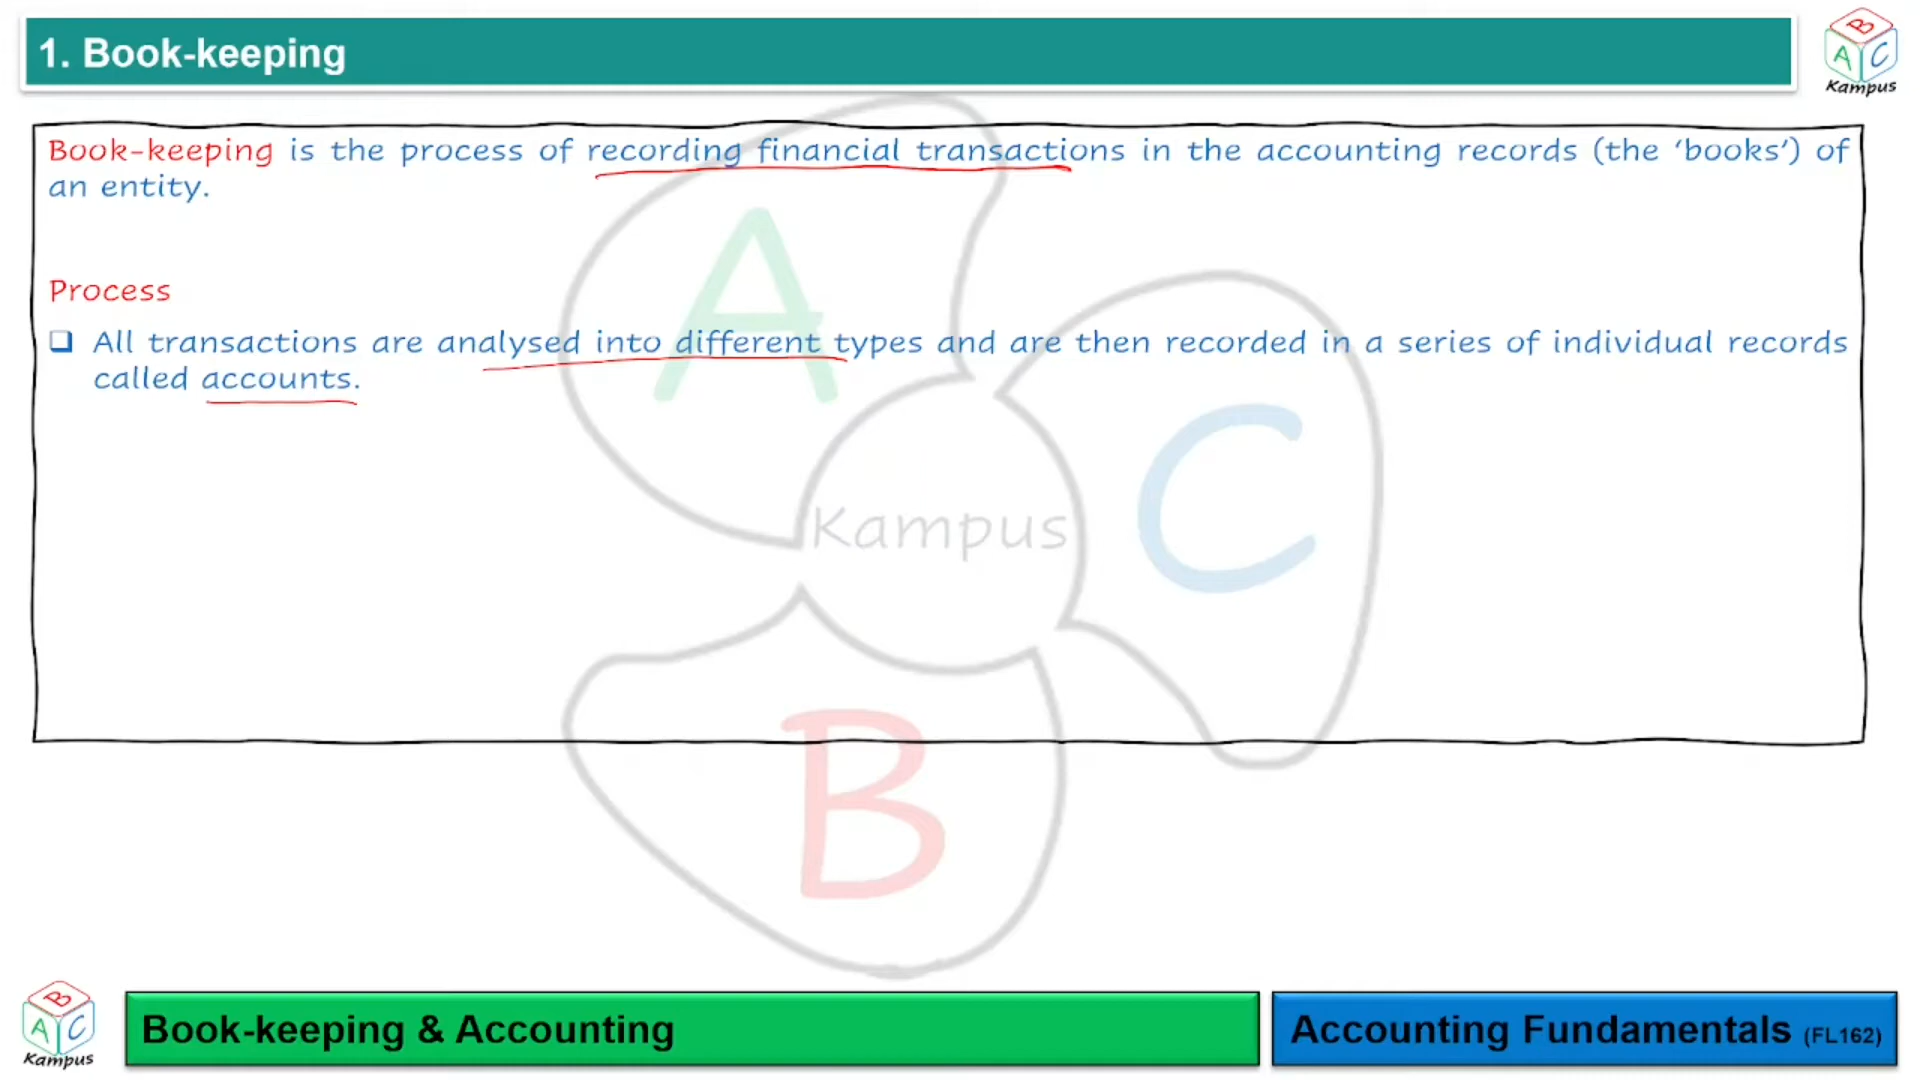 1. Book-keeping
B
A C
Kampus
Book-keeping is the process of recording financial transactions in the accounting records (the ‘books’) of
an entity.
Process
❑ All transactions are analysed into different types and are then recorded in a series of individual records
called accounts.
A
C
Kampus
B
B
A C
Kampus
Book-keeping & Accounting
Accounting Fundamentals (FL162)